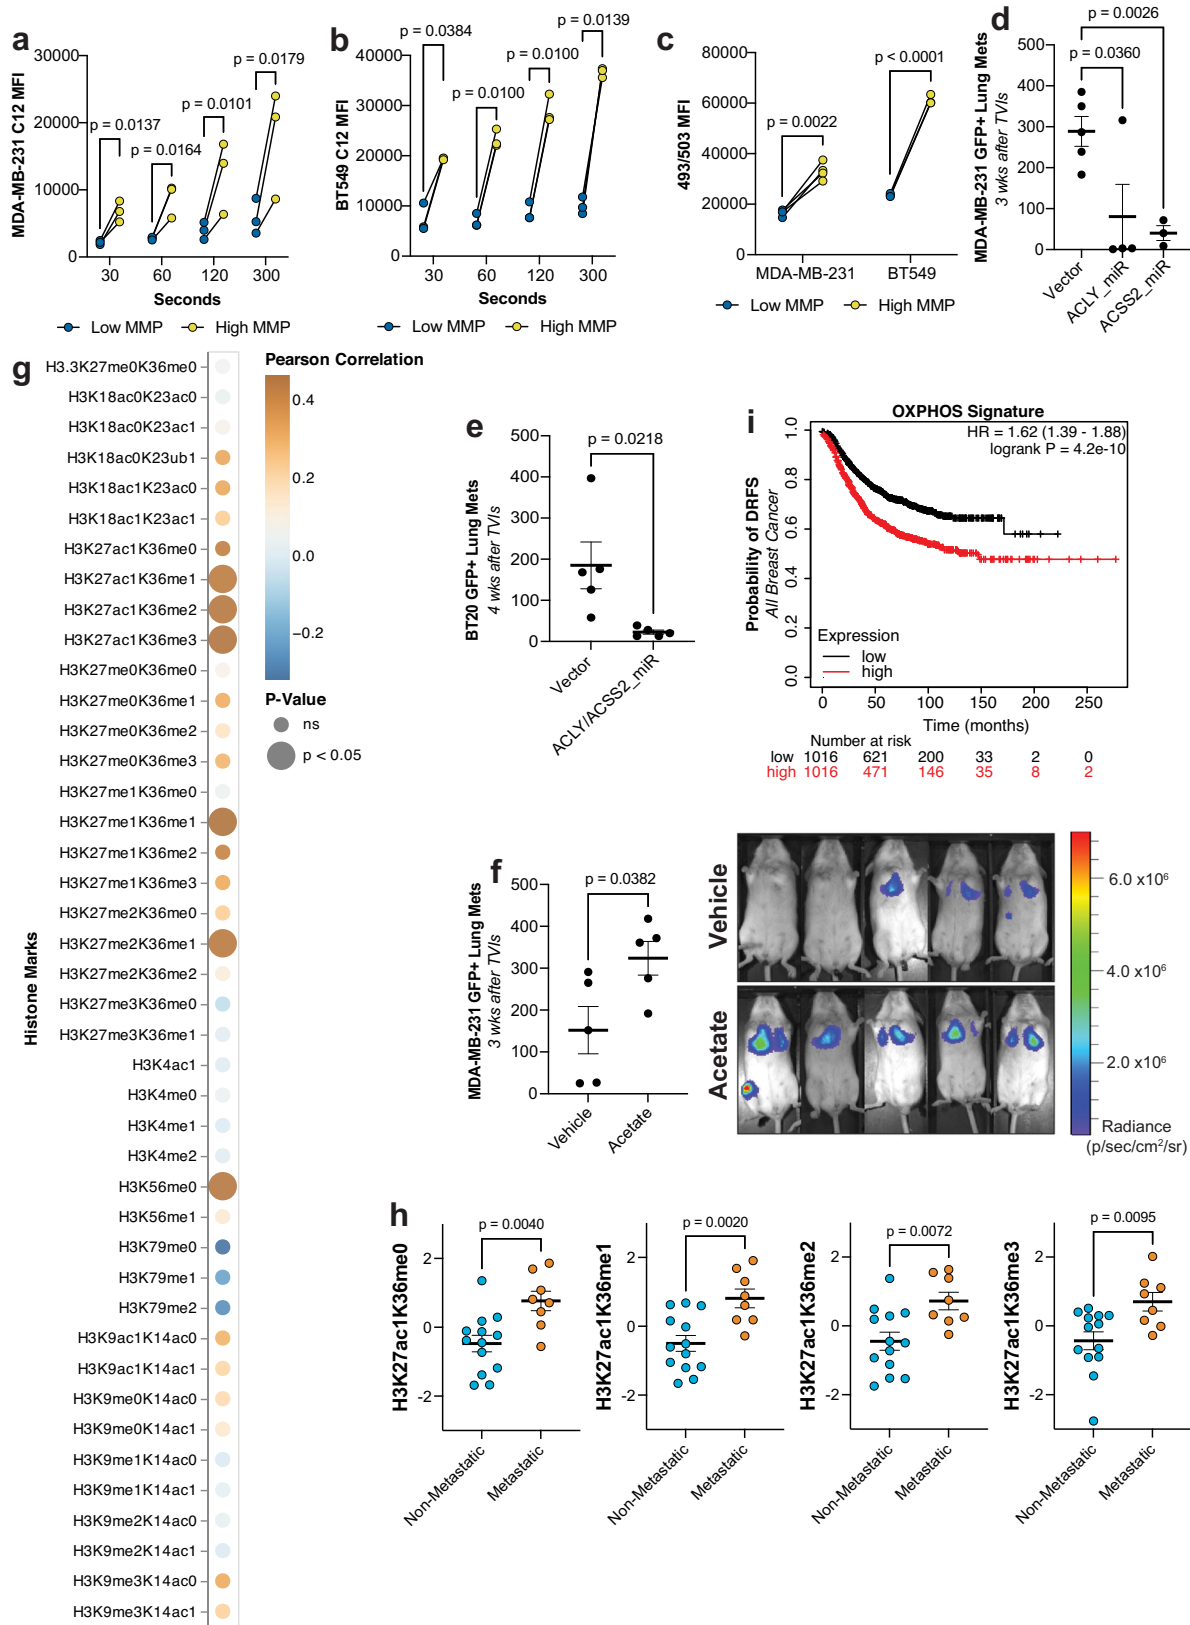 a
MDA-MB-231 C12 MFI
30000
20000
10000
0
p = 0.0137
p = 0.0164
p = 0.0101
p = 0.0179
30
60
120
300
Seconds
Low MMP
High MMP
b
BT549 C12 MFI
40000
30000
20000
10000
0
p = 0.0384
p = 0.0100
p = 0.0100
p = 0.0139
30
60
120
300
Seconds
Low MMP
High MMP
c
493/503 MFI
80000
60000
40000
20000
0
p = 0.0022
p < 0.0001
MDA-MB-231
BT549
Low MMP
High MMP
d
MDA-MB-231 GFP+ Lung Mets
3 wks after TVIs
500
400
300
200
100
0
p = 0.0026
p = 0.0360
Vector
ACLY_miR
ACSS2_miR
g
Histone Marks
H3.3K27me0K36me0
H3K18ac0K23ac0
H3K18ac0K23ac1
H3K18ac0K23ub1
H3K18ac1K23ac0
H3K18ac1K23ac1
H3K27ac1K36me0
H3K27ac1K36me1
H3K27ac1K36me2
H3K27ac1K36me3
H3K27me0K36me0
H3K27me0K36me1
H3K27me0K36me2
H3K27me0K36me3
H3K27me1K36me0
H3K27me1K36me1
H3K27me1K36me2
H3K27me1K36me3
H3K27me2K36me0
H3K27me2K36me1
H3K27me2K36me2
H3K27me3K36me0
H3K27me3K36me1
H3K4ac1
H3K4me0
H3K4me1
H3K4me2
H3K56me0
H3K56me1
H3K79me0
H3K79me1
H3K79me2
H3K9ac1K14ac0
H3K9ac1K14ac1
H3K9me0K14ac0
H3K9me0K14ac1
H3K9me1K14ac0
H3K9me1K14ac1
H3K9me2K14ac0
H3K9me2K14ac1
H3K9me3K14ac0
H3K9me3K14ac1
Pearson Correlation
0.4
0.2
0.0
−0.2
P-Value
ns
p < 0.05
e
BT20 GFP+ Lung Mets
4 wks after TVIs
500
400
300
200
100
0
p = 0.0218
Vector
ACLY/ACSS2_miR
i
OXPHOS Signature
HR = 1.62 (1.39 - 1.88)
logrank P = 4.2e-10
Probability of DRFS
All Breast Cancer
1.0
0.8
0.6
0.4
0.2
0.0
Expression
low
high
0 50 100 150 200 250
Time (months)
Number at risk
low 1016 621 200 33 2 0
high 1016 471 146 35 8 2
f
MDA-MB-231 GFP+ Lung Mets
3 wks after TVIs
500
400
300
200
100
0
p = 0.0382
Vehicle
Acetate
Vehicle
Acetate
6.0 x10⁶
4.0 x10⁶
2.0 x10⁶
Radiance
(p/sec/cm²/sr)
h
H3K27ac1K36me0
2
0
-2
p = 0.0040
Non-Metastatic
Metastatic
H3K27ac1K36me1
2
0
-2
p = 0.0020
Non-Metastatic
Metastatic
H3K27ac1K36me2
2
0
-2
p = 0.0072
Non-Metastatic
Metastatic
H3K27ac1K36me3
2
0
-2
p = 0.0095
Non-Metastatic
Metastatic